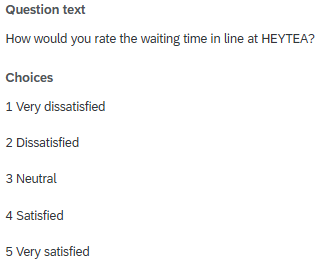 Question text
How would you rate the waiting time in line at HEYTEA?
Choices
1 Very dissatisfied
2 Dissatisfied
3 Neutral
4 Satisfied
5 Very satisfied